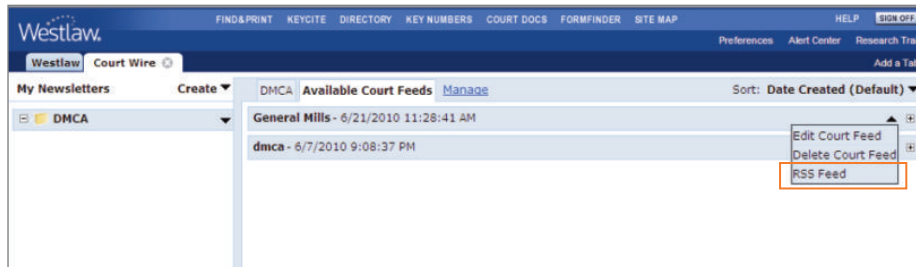 FIND&PRINT KEYCITE DIRECTORY KEY NUMBERS COURT DOCS FORMFINDER SITE MAP HELP SIGN OFF
Westlaw.
Preferences Alert Center Research Tra
Westlaw Court Wire Add a Tab
My Newsletters Create DMCA Available Court Feeds Manage Sort: Date Created (Default)
DMCA General Mills - 6/21/2010 11:28:41 AM
Edit Court Feed
dmca - 6/7/2010 9:08:37 PM
Delete Court Feed
RSS Feed